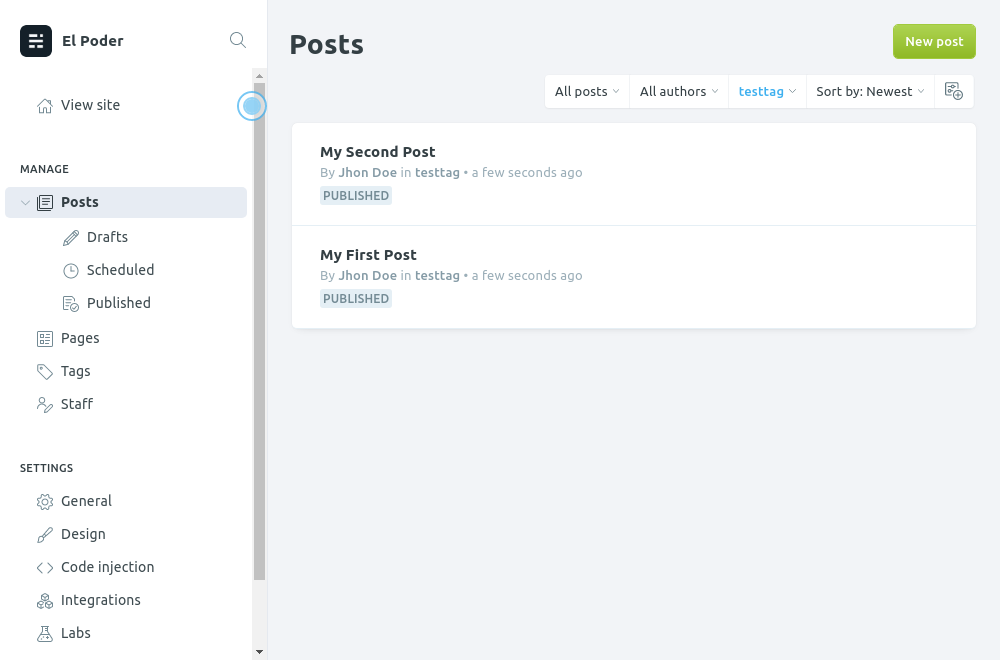 El Poder
View site
MANAGE
Posts
Drafts
Scheduled
Published
Pages
Tags
Staff
SETTINGS
General
Design
Code injection
Integrations
Labs
Posts
New post
All posts
All authors
testtag
Sort by: Newest
My Second Post
By Jhon Doe in testtag • a few seconds ago
PUBLISHED
My First Post
By Jhon Doe in testtag • a few seconds ago
PUBLISHED